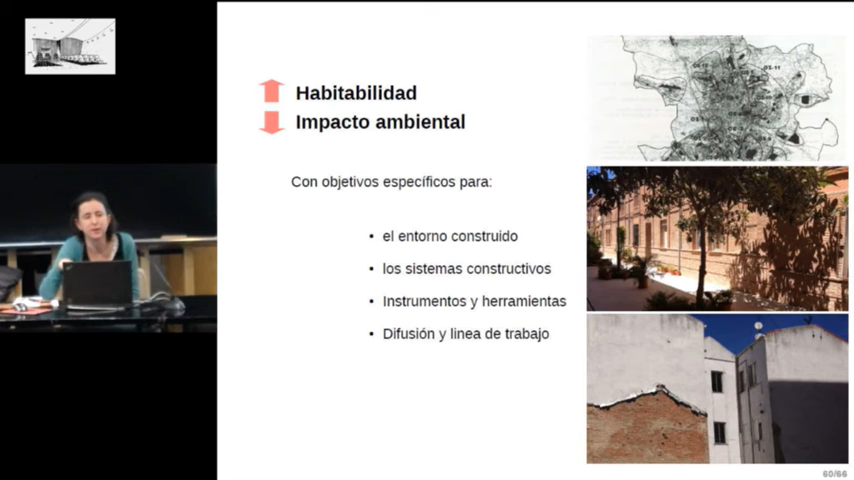 Habitabilidad
Impacto ambiental
Con objetivos específicos para:
• el entorno construido
• los sistemas constructivos
• Instrumentos y herramientas
• Difusión y linea de trabajo
60/66